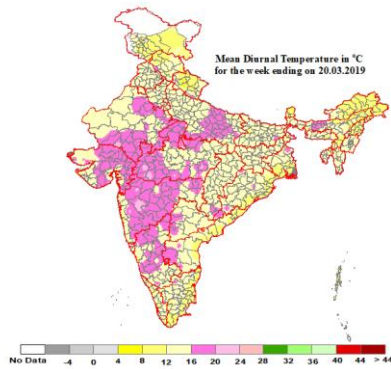 Mean Diurnal Temperature in °C
for the week ending on 20.03.2019
No Data -4 0 4 8 12 16 20 24 28 32 36 40 44 > 44